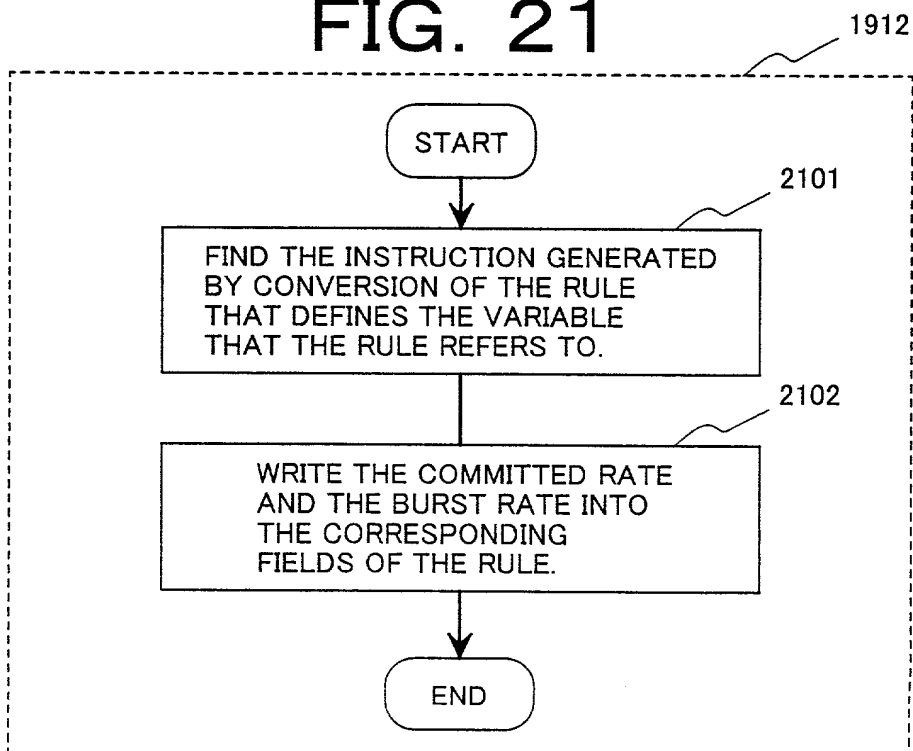 FIG. 21
1912
START
2101
FIND THE INSTRUCTION GENERATED
BY CONVERSION OF THE RULE
THAT DEFINES THE VARIABLE
THAT THE RULE REFERS TO.
2102
WRITE THE COMMITTED RATE
AND THE BURST RATE INTO
THE CORRESPONDING
FIELDS OF THE RULE.
END